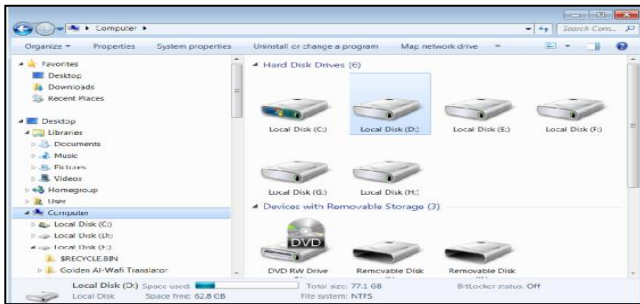 Computer
Search Com...
Organize
Properties
System properties
Uninstall or change a program
Map network drive
»
Favorites
Desktop
Downloads
Recent Places
Desktop
Libraries
Documents
Music
Pictures
Videos
Homegroup
User
Computer
Local Disk (C:)
Local Disk (D:)
Local Disk (E:)
$RECYCLE.BIN
Golden Al-Wafi Translator
Hard Disk Drives (6)
Local Disk (C:)
Local Disk (D:)
Local Disk (E:)
Local Disk (F:)
Local Disk (G:)
Local Disk (H:)
Devices with Removable Storage (3)
DVD
DVD RW Drive
Removable Disk
Removable Disk
Local Disk (D:) Space used:
Total size: 77.1 GB
BitLocker status: Off
Local Disk
Space free: 62.8 GB
File system: NTFS